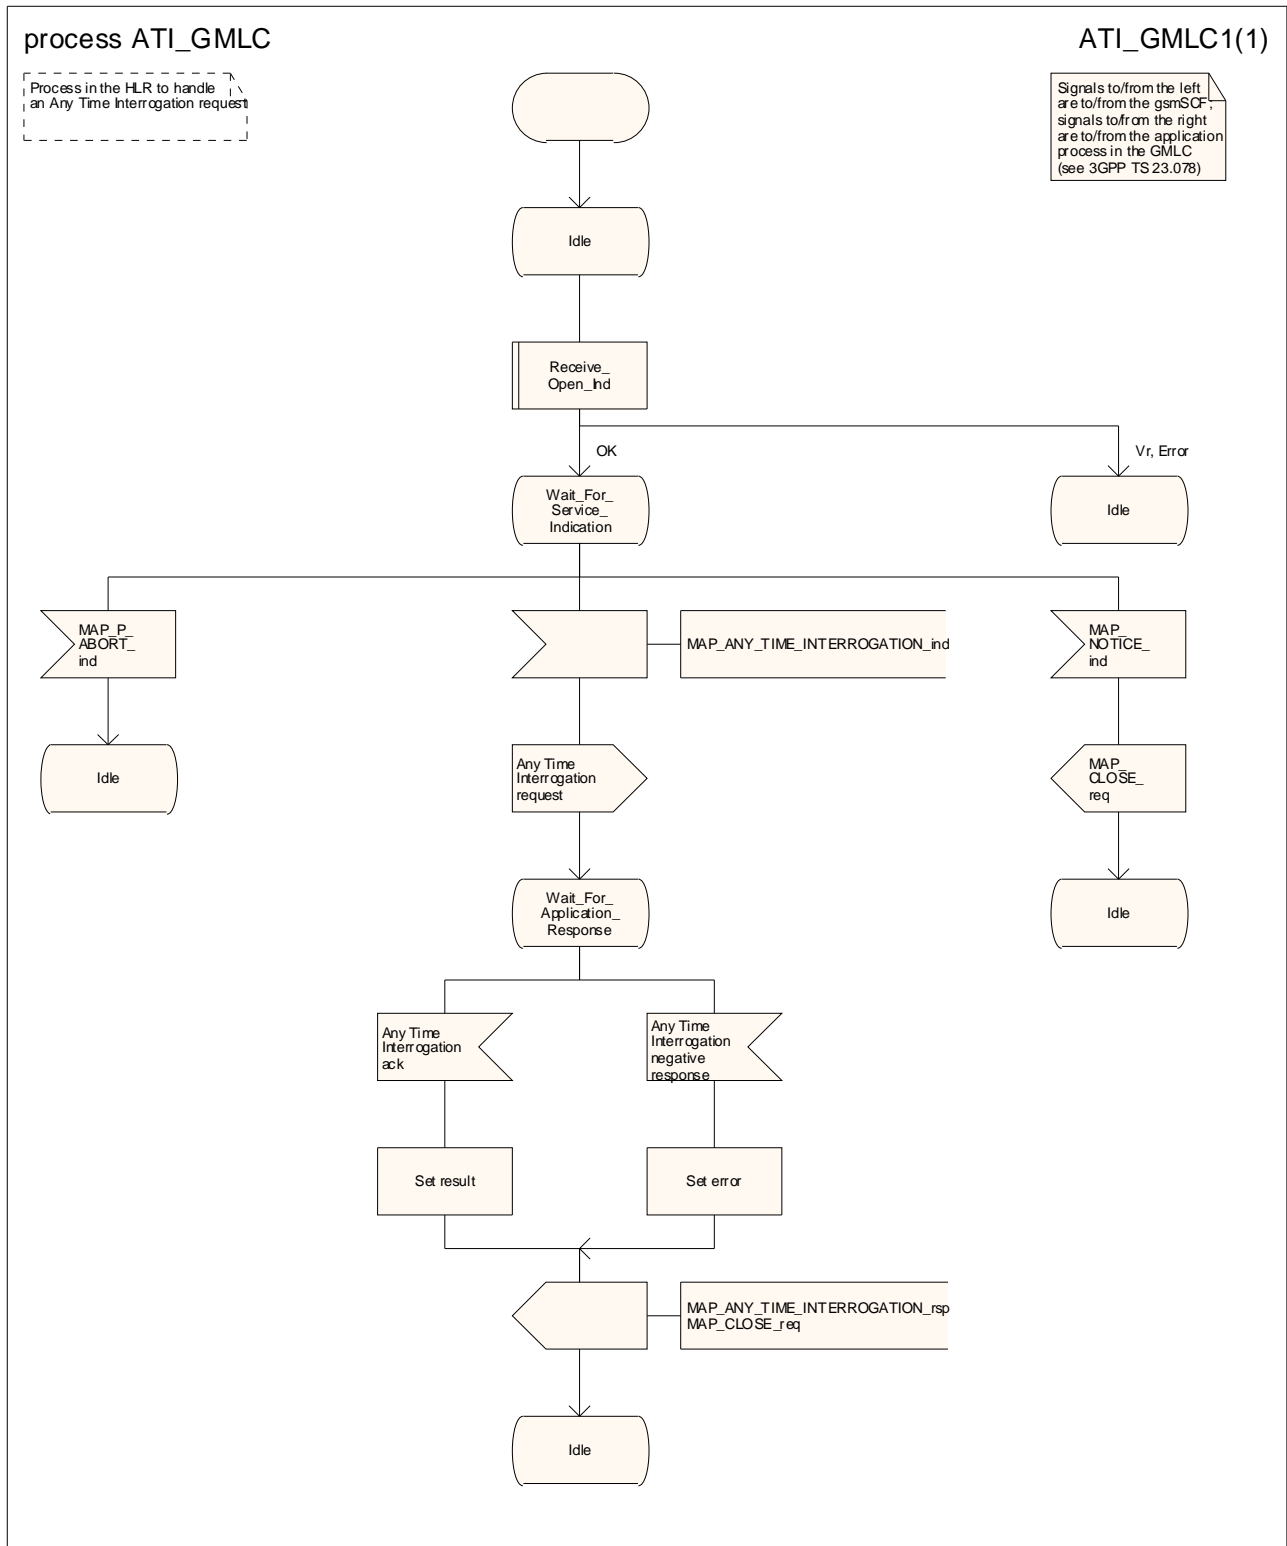 process ATI_GMLC
ATI_GMLC1(1)
Process in the HLR to handle
an Any Time Interrogation request
Signals to/from the left
are to/from the gsmSCF;
signals to/from the right
are to/from the application
process in the GMLC
(see 3GPP TS 23.078)
Idle
Receive_
Open_Ind
OK
Vr, Error
Wait_For_
Service_
Indication
Idle
MAP_P_
ABORT_
ind
MAP_ANY_TIME_INTERROGATION_ind
MAP_
NOTICE_
ind
Idle
Any Time
Interrogation
request
MAP_
CLOSE_
req
Wait_For_
Application_
Response
Idle
Any Time
Interrogation
ack
Any Time
Interrogation
negative
response
Set result
Set error
MAP_ANY_TIME_INTERROGATION_rsp
MAP_CLOSE_req
Idle